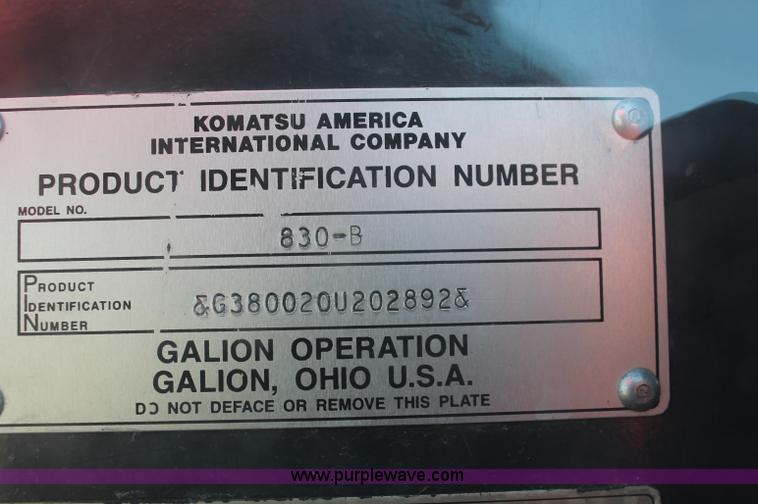 KOMATSU AMERICA
INTERNATIONAL COMPANY
PRODUCT IDENTIFICATION NUMBER
MODEL NO.
830-B
PRODUCT
IDENTIFICATION
NUMBER
&G380020U202892&
GALION OPERATION
GALION, OHIO U.S.A.
DO NOT DEFACE OR REMOVE THIS PLATE
www.purplewave.com